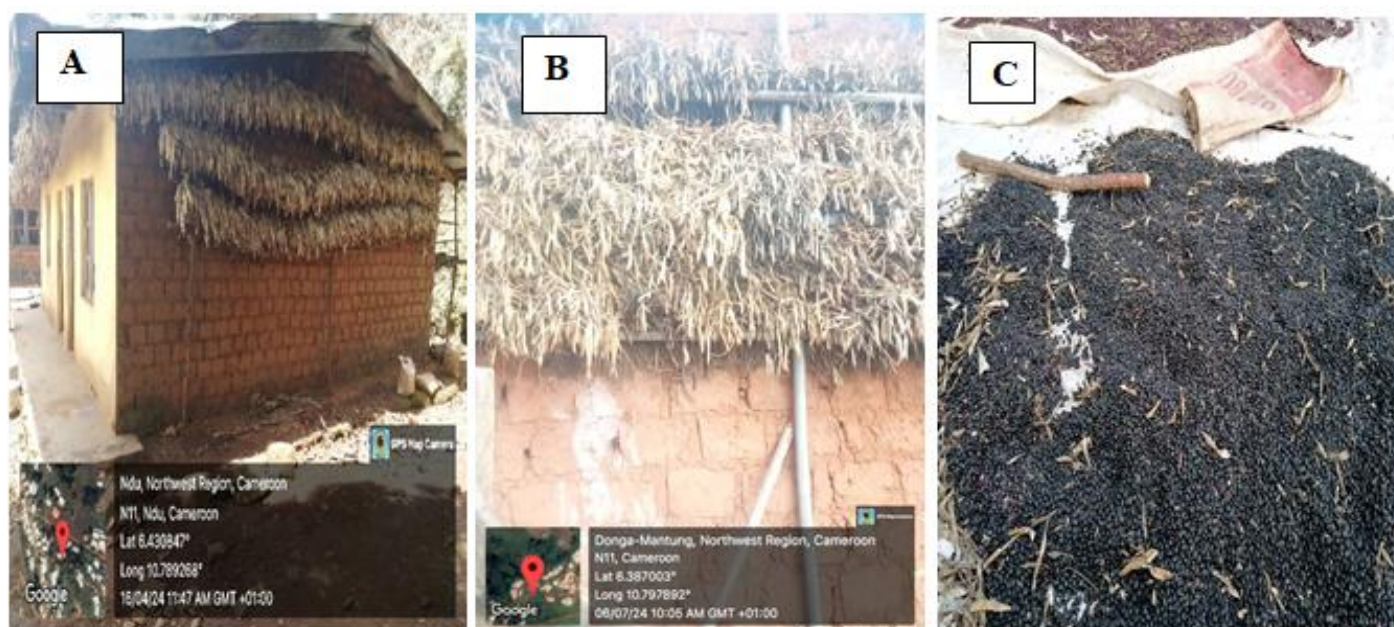 A
B
C
GPS Map Camera
Ndu, Northwest Region, Cameroon
N11, Ndu, Cameroon
Lat 6.430847°
Long 10.789268°
16/04/24 11:47 AM GMT +01:00
Google
Donga-Mantung, Northwest Region, Cameroon
N11, Cameroon
Lat 6.387003°
Long 10.797892°
06/07/24 10:05 AM GMT +01:00
Google